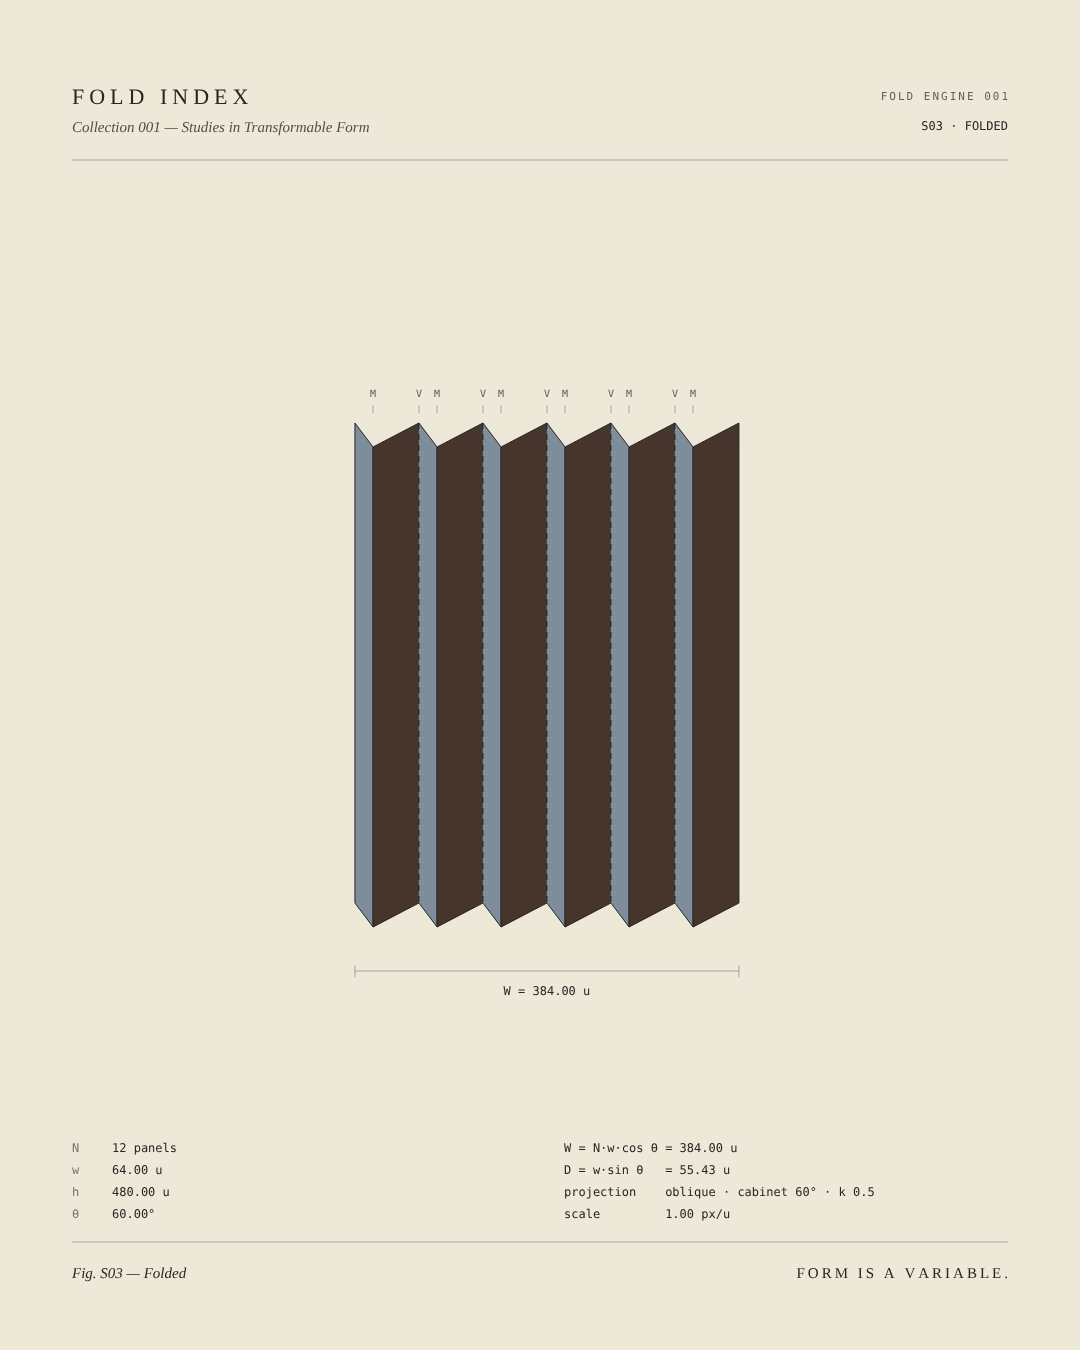 FOLD INDEX
FOLD ENGINE 001
Collection 001 — Studies in Transformable Form
S03 · FOLDED
M V M V M V M V M V M
W = 384.00 u
N 12 panels
w 64.00 u
h 480.00 u
θ 60.00°
W = N·w·cos θ = 384.00 u
D = w·sin θ = 55.43 u
projection oblique · cabinet 60° · k 0.5
scale 1.00 px/u
Fig. S03 — Folded
FORM IS A VARIABLE.